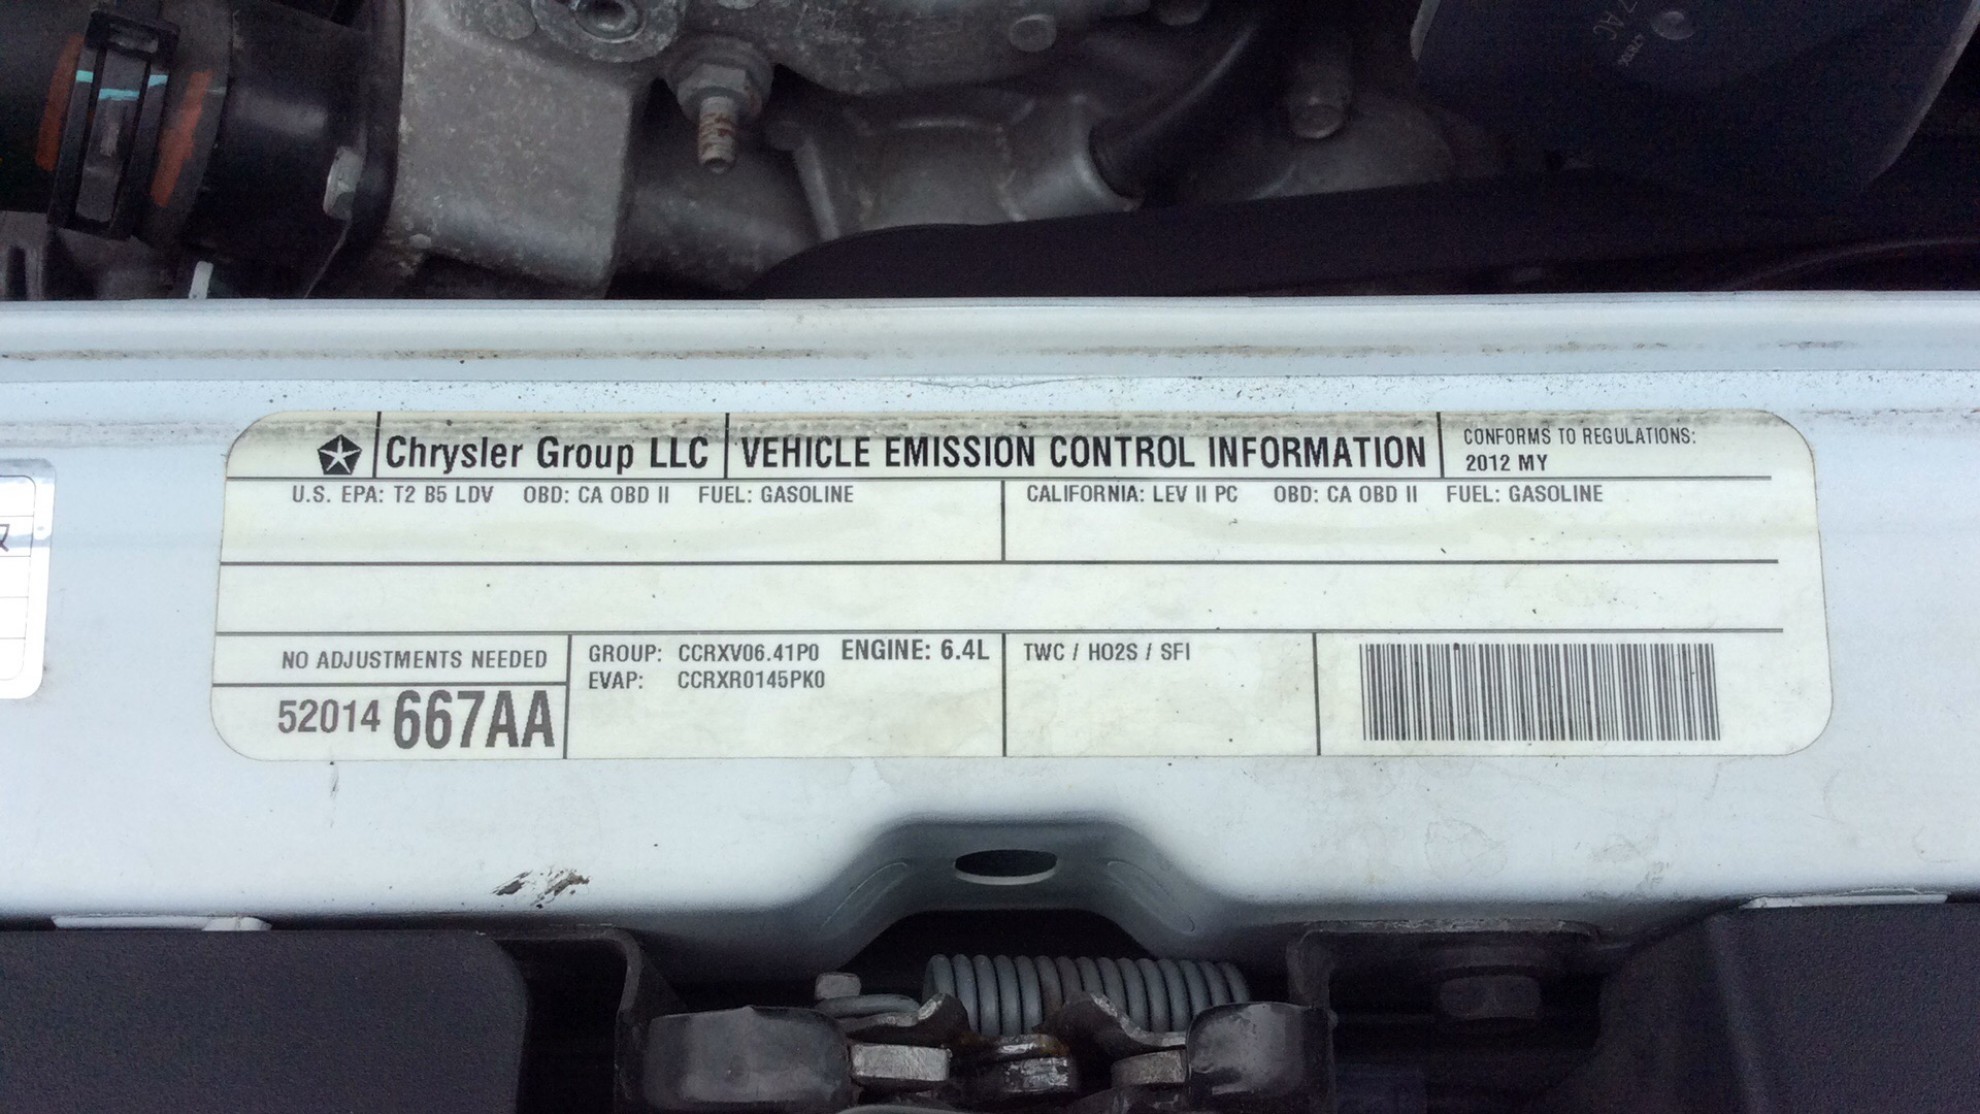 Chrysler Group LLC VEHICLE EMISSION CONTROL INFORMATION CONFORMS TO REGULATIONS:
2012 MY
U.S. EPA: T2 B5 LDV OBD: CA OBD II FUEL: GASOLINE CALIFORNIA: LEV II PC OBD: CA OBD II FUEL: GASOLINE
NO ADJUSTMENTS NEEDED
52014 667AA
GROUP: CCRXV06.41P0 ENGINE: 6.4L
EVAP: CCRXR0145PK0
TWC / HO2S / SFI